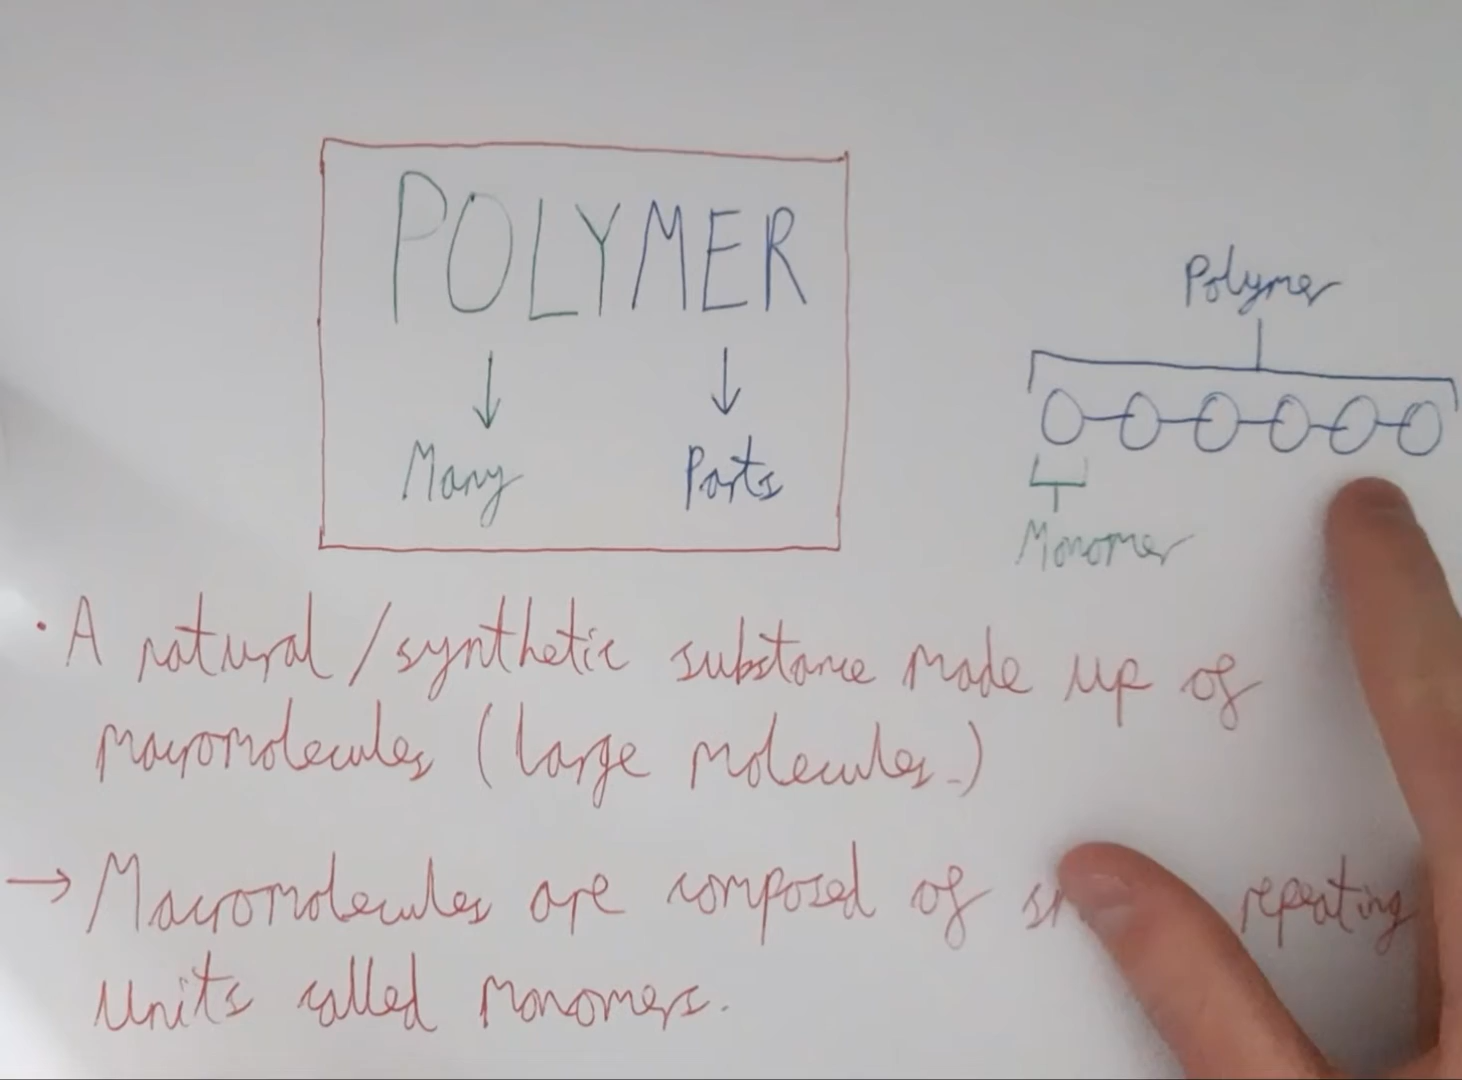 POLYMER
Many Parts
Polymer
Monomer
• A natural/synthetic substance made up of
macromolecules (large molecules.)
→ Macromolecules are composed of repeating
units called monomers.